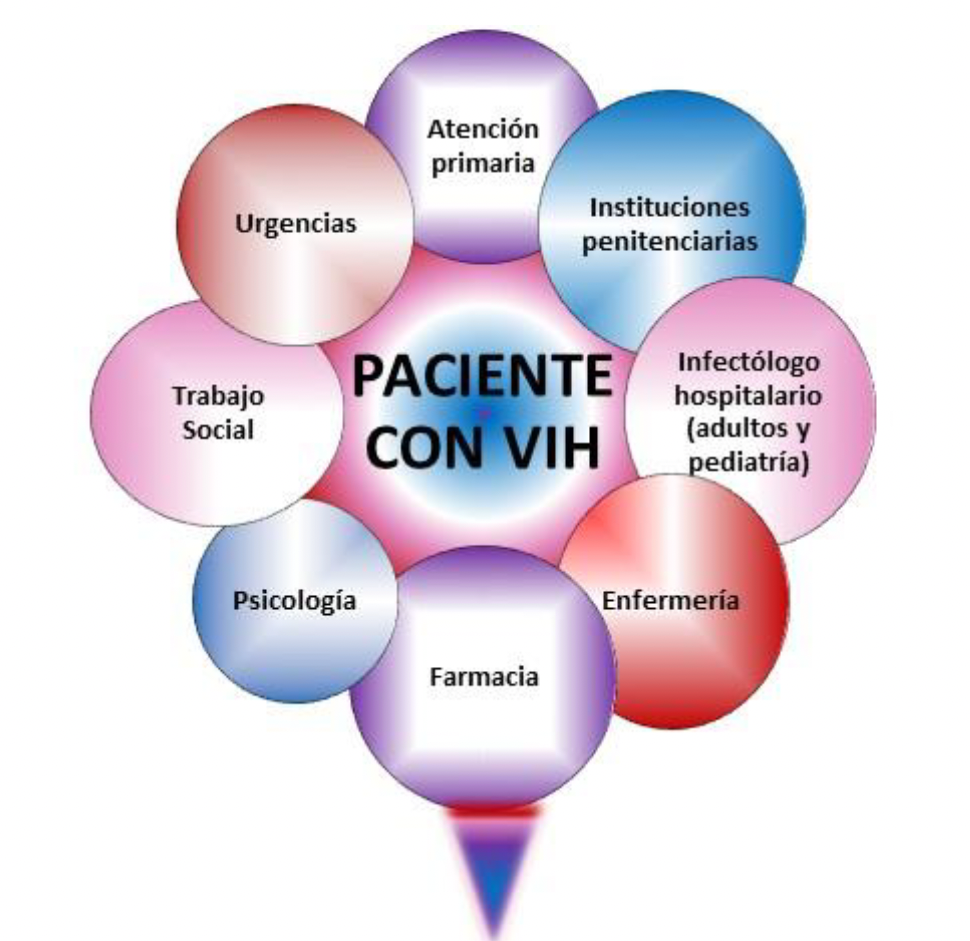 Atención
primaria
Instituciones
penitenciarias
Urgencias
Infectólogo
hospitalario
(adultos y
pediatría)
PACIENTE
CON VIH
Trabajo
Social
Enfermería
Psicología
Farmacia